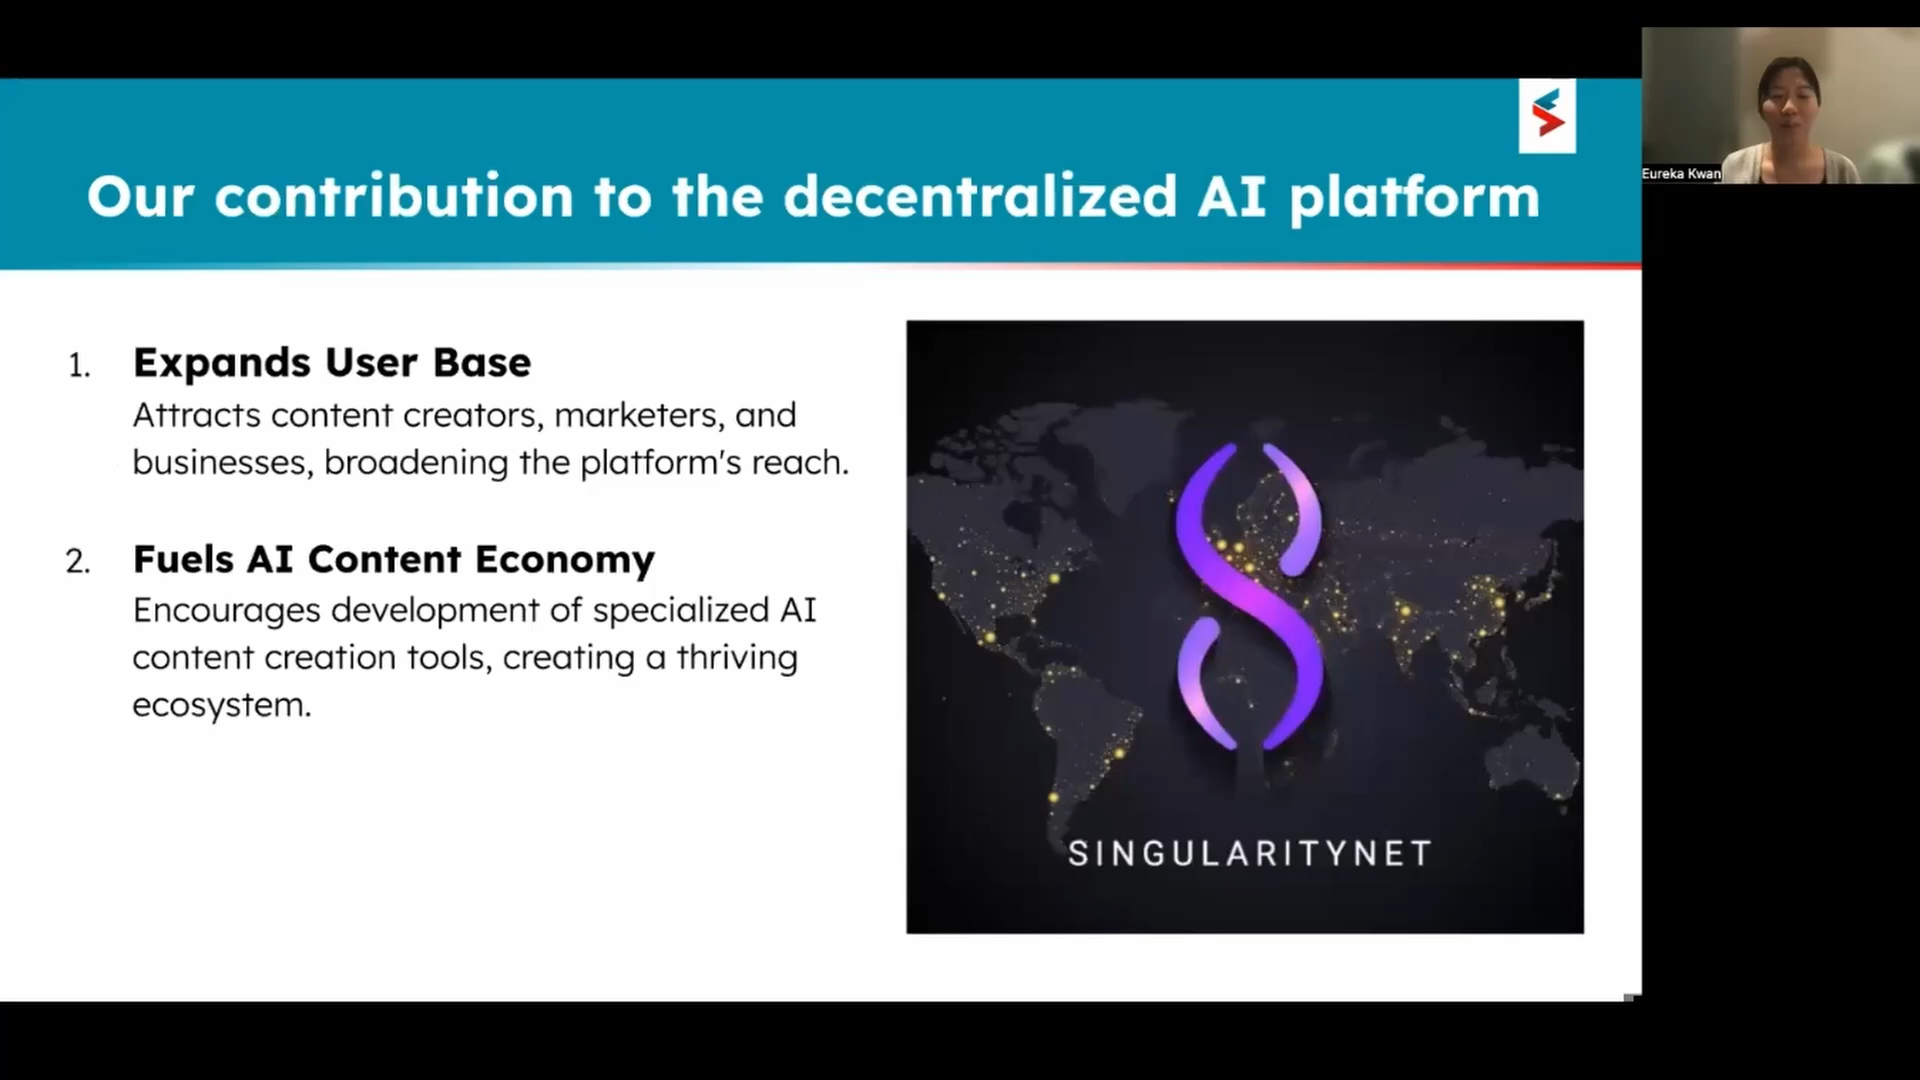 Our contribution to the decentralized AI platform
Eureka Kwan
1. Expands User Base
Attracts content creators, marketers, and
businesses, broadening the platform's reach.
2. Fuels AI Content Economy
Encourages development of specialized AI
content creation tools, creating a thriving
ecosystem.
SINGULARITYNET